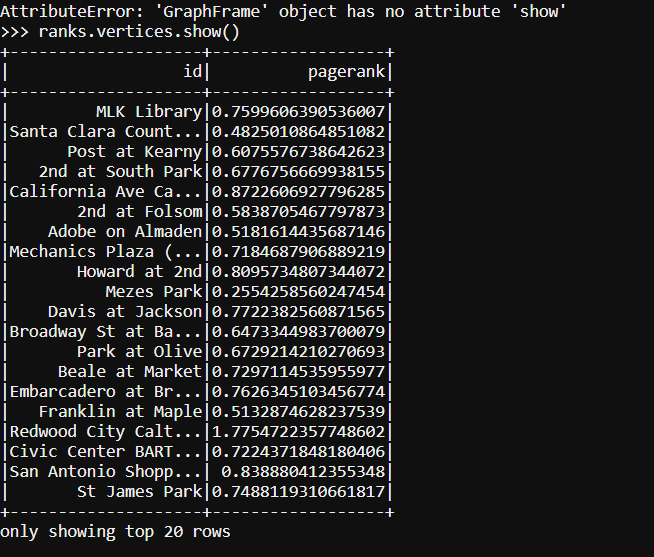 AttributeError: 'GraphFrame' object has no attribute 'show'
>>> ranks.vertices.show()
+--------------------+------------------+
|                  id|          pagerank|
+--------------------+------------------+
|         MLK Library|0.7599606390536007|
|Santa Clara Count...|0.4825010864851082|
|      Post at Kearny|0.6075576738642623|
|   2nd at South Park|0.6776756669938155|
|California Ave Ca...|0.8722606927796285|
|       2nd at Folsom|0.5838705467797873|
|    Adobe on Almaden|0.5181614435687146|
|Mechanics Plaza (...|0.7184687906889219|
|       Howard at 2nd|0.8095734807344072|
|          Mezes Park|0.2554258560247454|
|    Davis at Jackson|0.7722382560871565|
|Broadway St at Ba...|0.6473344983700079|
|       Park at Olive|0.6729214210270693|
|     Beale at Market|0.7297114535955977|
|Embarcadero at Br...|0.7626345103456774|
|   Franklin at Maple|0.5132874628237539|
|Redwood City Calt...|1.7754722357748602|
|Civic Center BART...|0.7224371848180406|
|San Antonio Shopp...| 0.838880412355348|
|       St James Park|0.7488119310661817|
+--------------------+------------------+
only showing top 20 rows